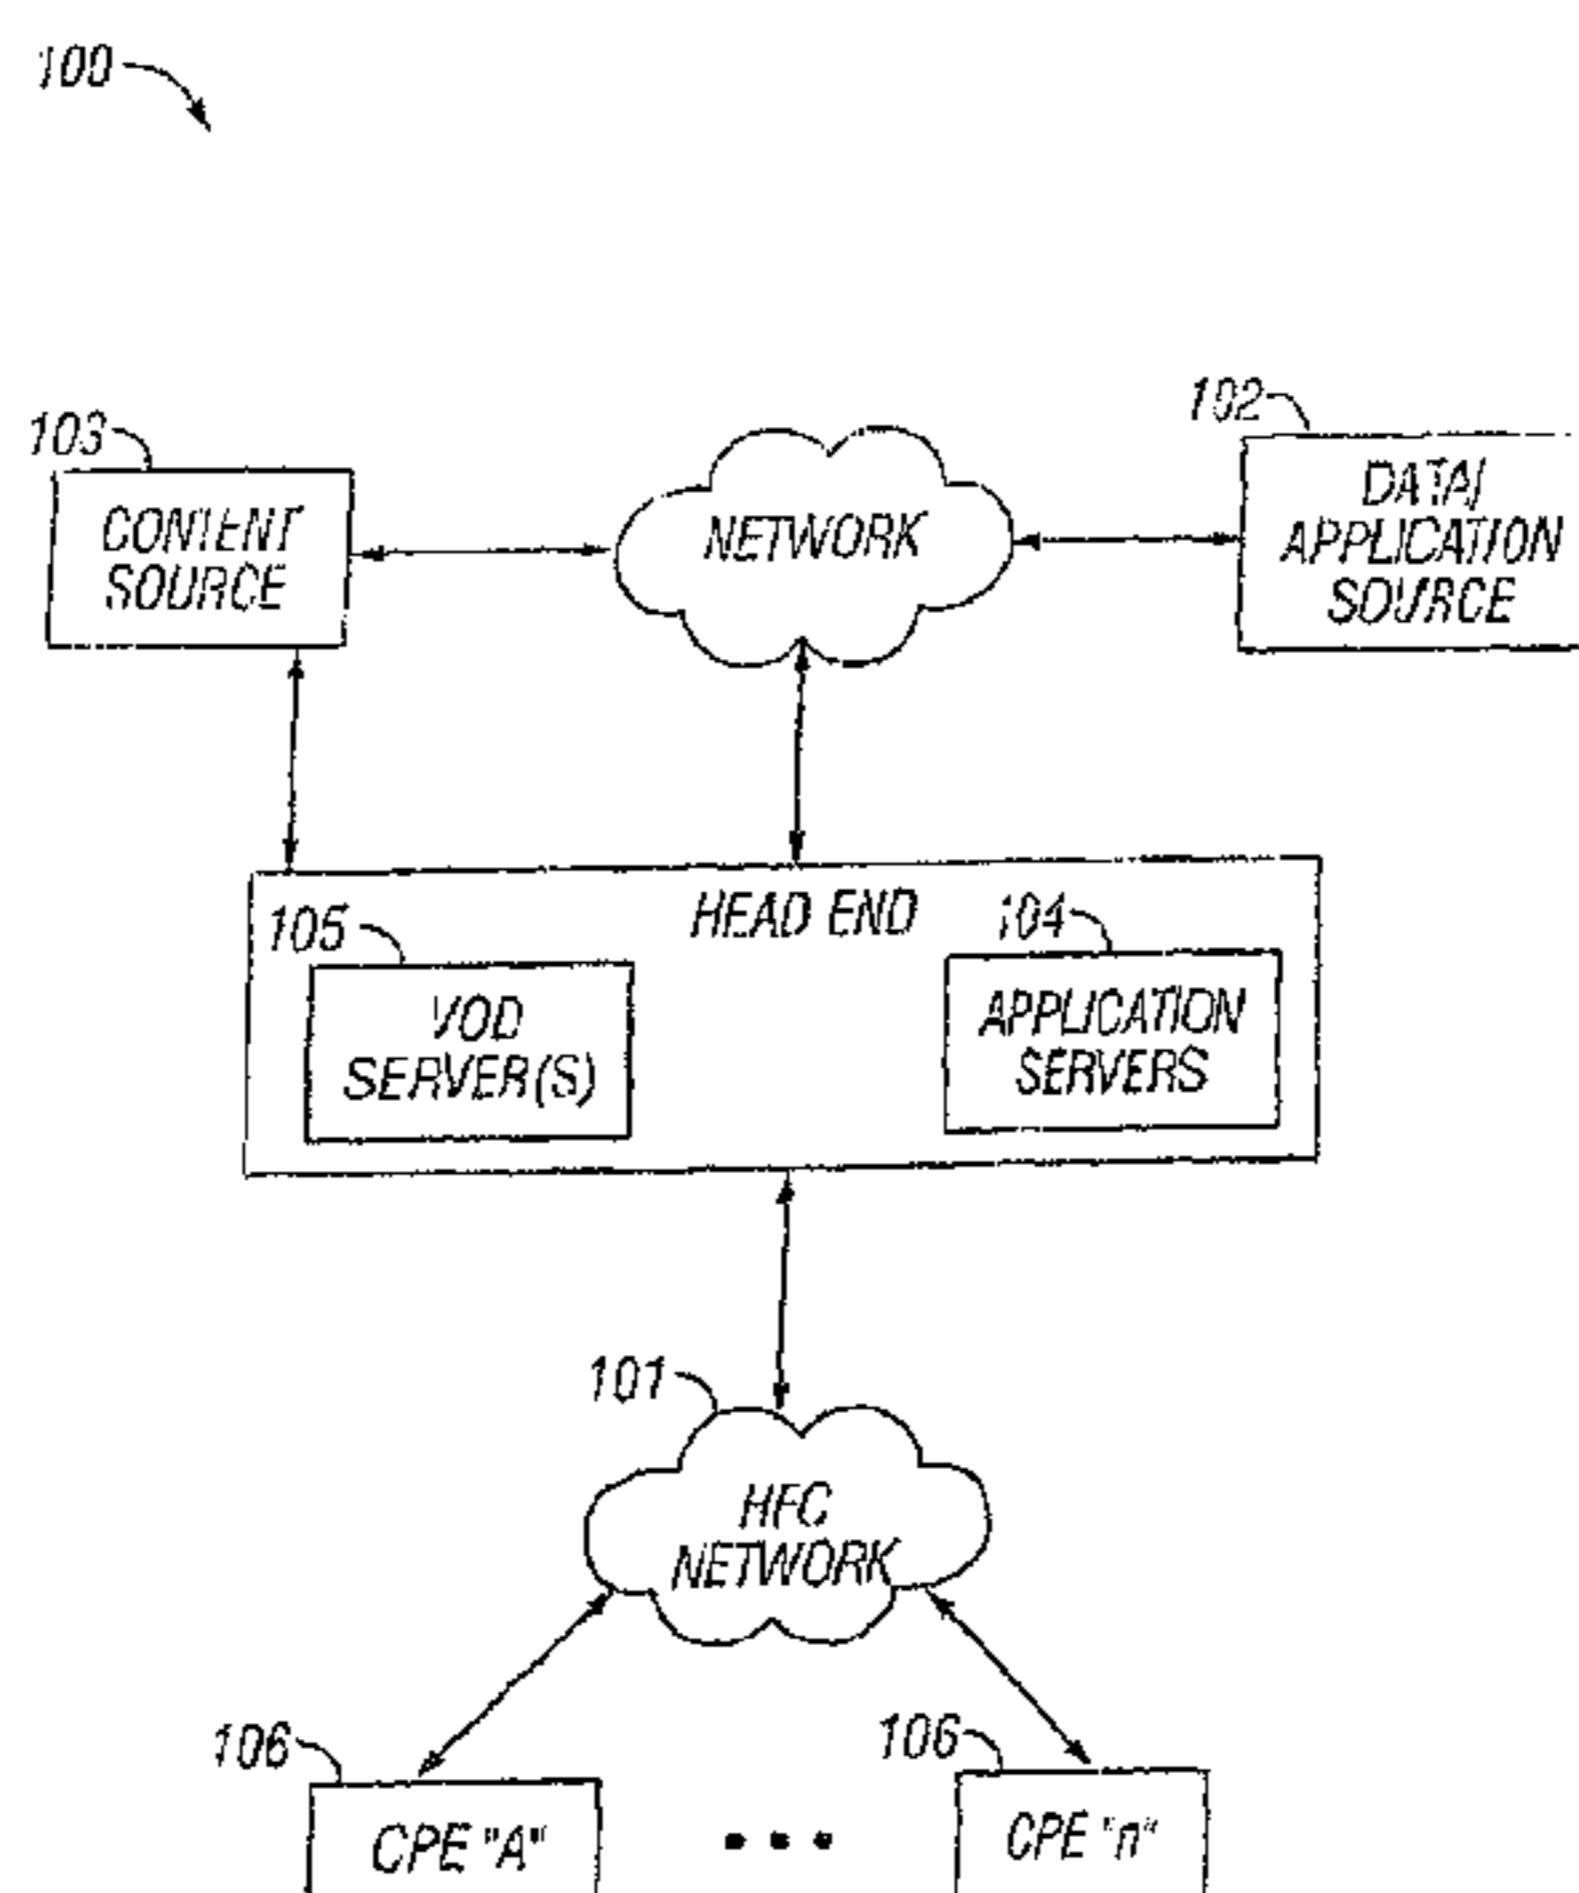 100
103
102
CONTENT
SOURCE
NETWORK
DATA/
APPLICATION
SOURCE
HEAD END
105
104
VOD
SERVER(S)
APPLICATION
SERVERS
101
HFC
NETWORK
106
106
CPE "A"
• • •
CPE "n"